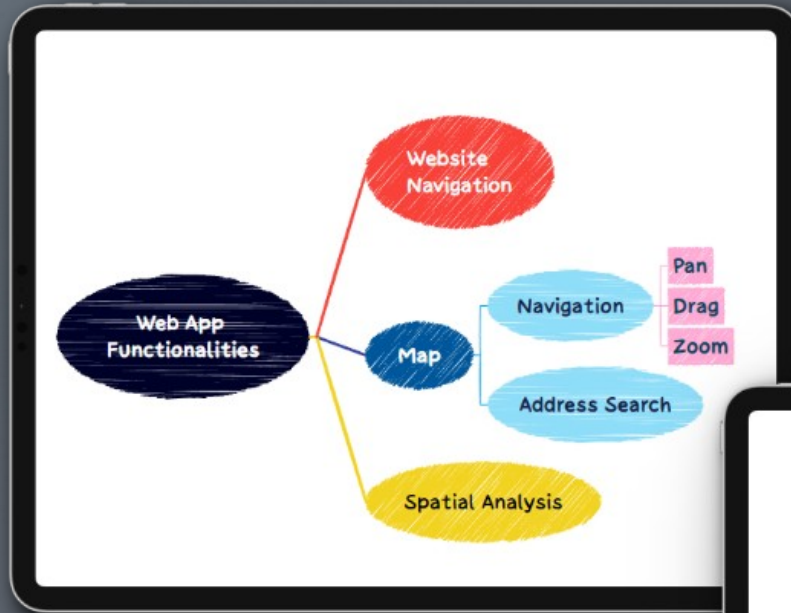 Web App
Functionalities
Website
Navigation
Map
Navigation
Pan
Drag
Zoom
Address Search
Spatial Analysis